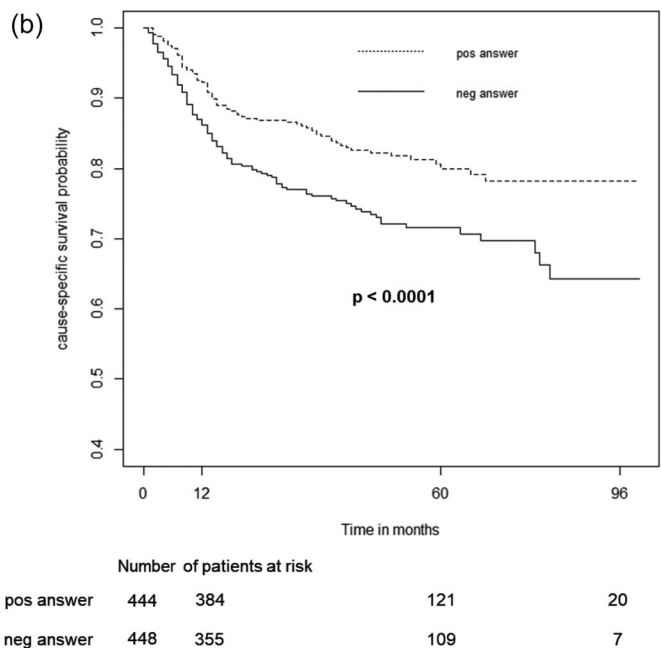 (b)
1.0
0.9
0.8
0.7
0.6
0.5
0.4
cause-specific survival probability
pos answer
neg answer
p < 0.0001
0 12 60 96
Time in months
Number of patients at risk
pos answer 444 384 121 20
neg answer 448 355 109 7